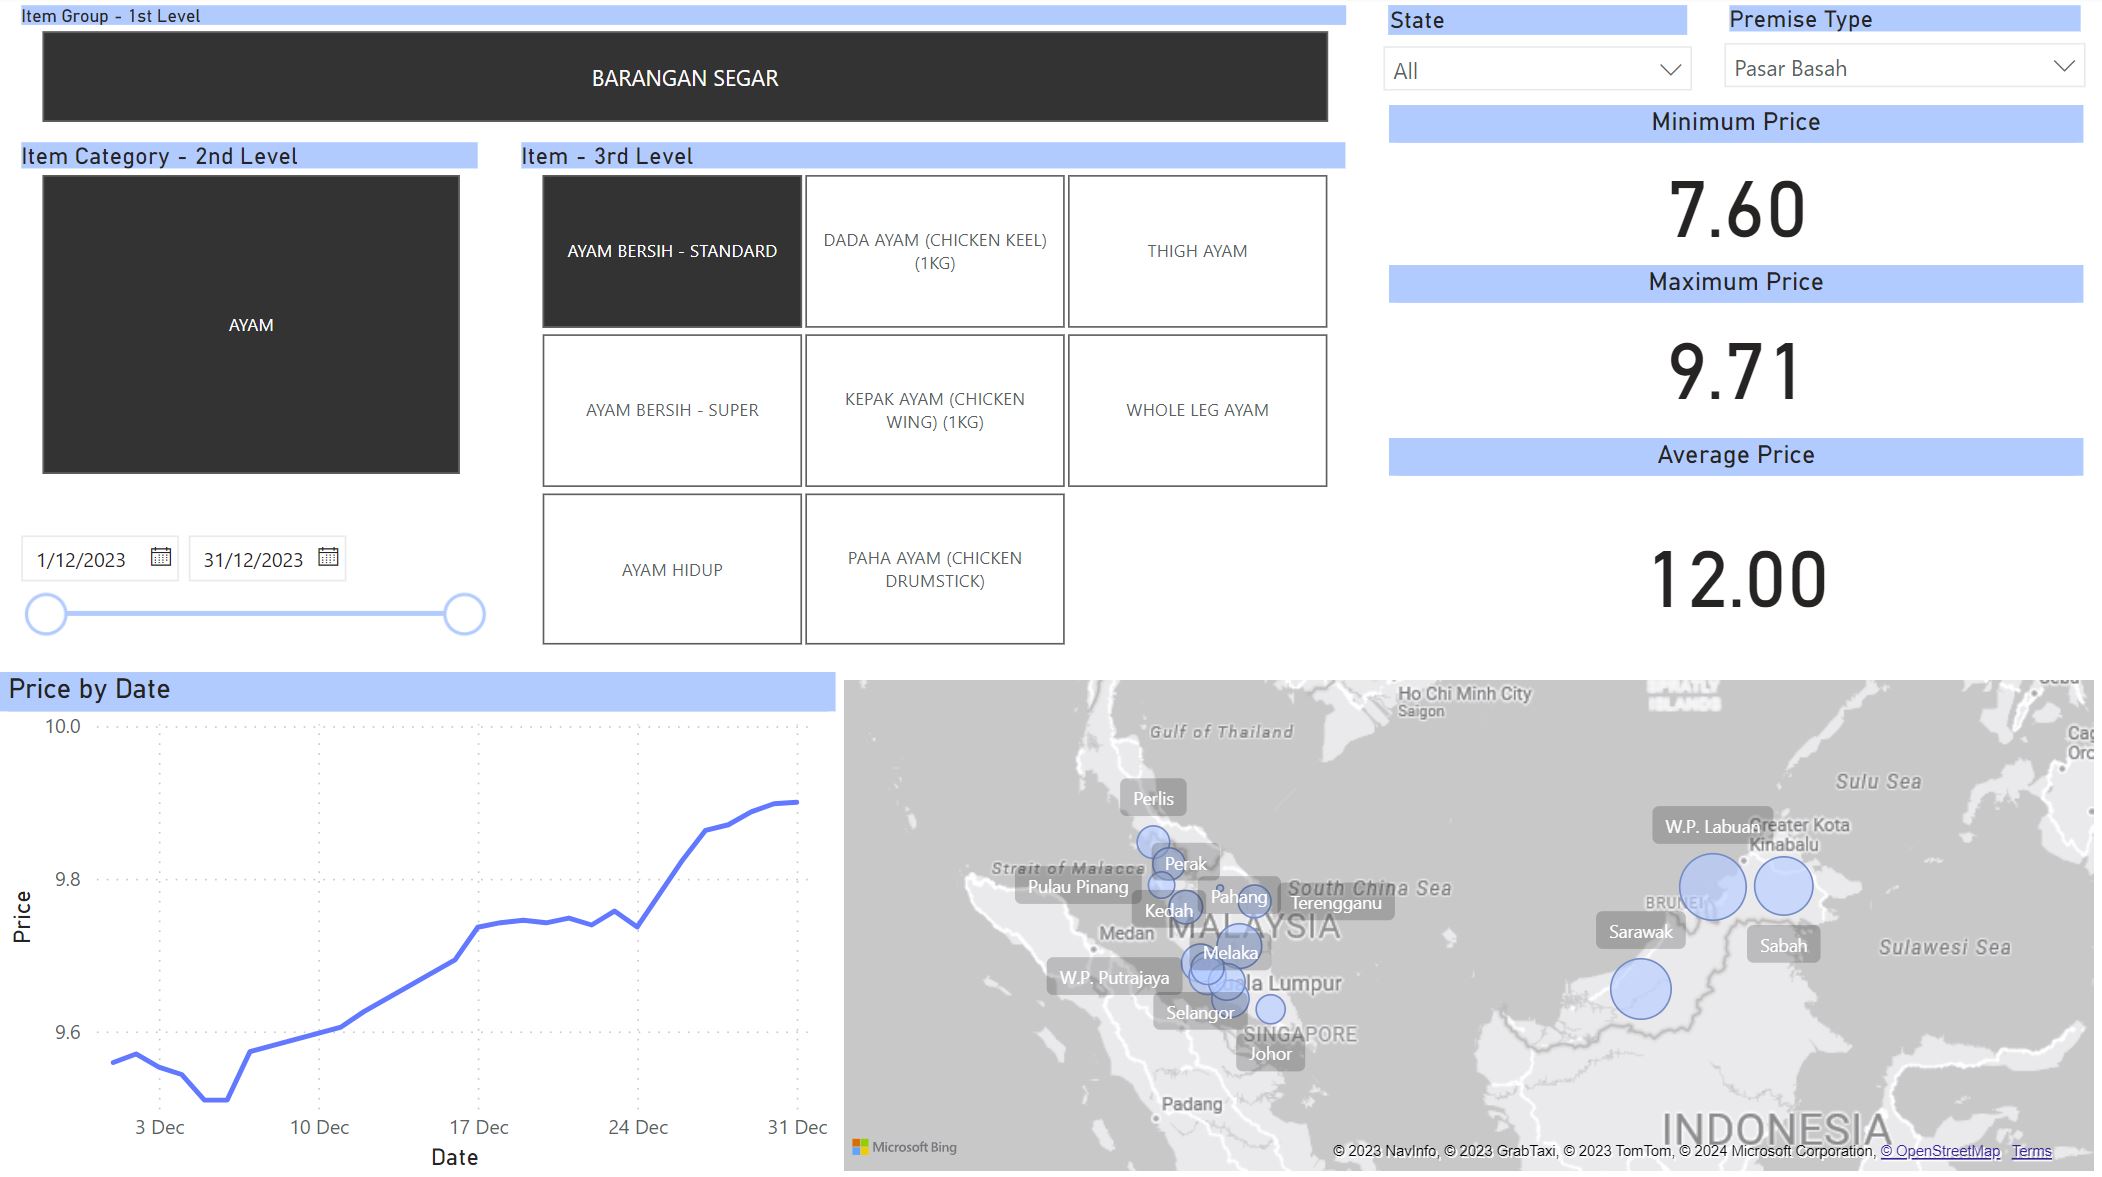 Item Group - 1st Level
BARANGAN SEGAR
State
All
Premise Type
Pasar Basah
Item Category - 2nd Level
AYAM
Item - 3rd Level
AYAM BERSIH - STANDARD
DADA AYAM (CHICKEN KEEL)
(1KG)
THIGH AYAM
AYAM BERSIH - SUPER
KEPAK AYAM (CHICKEN
WING) (1KG)
WHOLE LEG AYAM
AYAM HIDUP
PAHA AYAM (CHICKEN
DRUMSTICK)
Minimum Price
7.60
Maximum Price
9.71
Average Price
12.00
1/12/2023
31/12/2023
Price by Date
10.0
9.8
9.6
Price
3 Dec
10 Dec
17 Dec
24 Dec
31 Dec
Date
Ho Chi Minh City
Saigon
SPRATLY
ISLANDS
Gulf of Thailand
Sulu Sea
Perlis
W.P. Labuan
Greater Kota
Kinabalu
Strait of Malacca
Perak
Pulau Pinang
Pahang
South China Sea
Terengganu
Kedah
BRUNEI
Medan
MALAYSIA
Sarawak
Sabah
Sulawesi Sea
Melaka
W.P. Putrajaya
Lumpur
Selangor
SINGAPORE
Johor
Padang
INDONESIA
Microsoft Bing
© 2023 NavInfo, © 2023 GrabTaxi, © 2023 TomTom, © 2024 Microsoft Corporation, © OpenStreetMap Terms